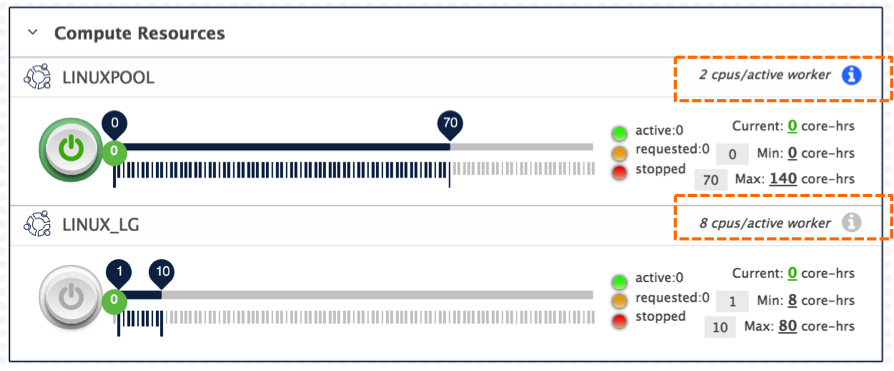 Compute Resources
LINUXPOOL
2 cpus/active worker
0
70
0
active:0
requested:0
stopped
Current: 0 core-hrs
0 Min: 0 core-hrs
70 Max: 140 core-hrs
LINUX_LG
8 cpus/active worker
1
10
0
active:0
requested:0
stopped
Current: 0 core-hrs
1 Min: 8 core-hrs
10 Max: 80 core-hrs